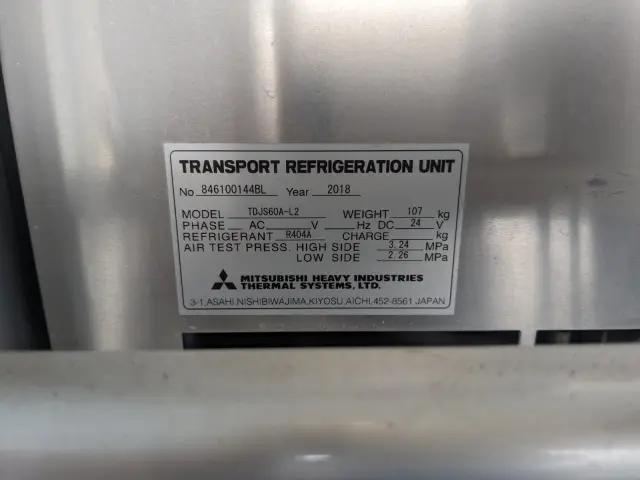 TRANSPORT REFRIGERATION UNIT
No. 846100144BL Year 2018
MODEL TDJS60A-L2 WEIGHT 107 kg
PHASE AC V Hz DC 24 V
REFRIGERANT R404A CHARGE kg
AIR TEST PRESS. HIGH SIDE 3.24 MPa
LOW SIDE 2.26 MPa
MITSUBISHI HEAVY INDUSTRIES
THERMAL SYSTEMS, LTD.
3-1,ASAHI,NISHIBIWAJIMA,KIYOSU,AICHI,452-8561 JAPAN